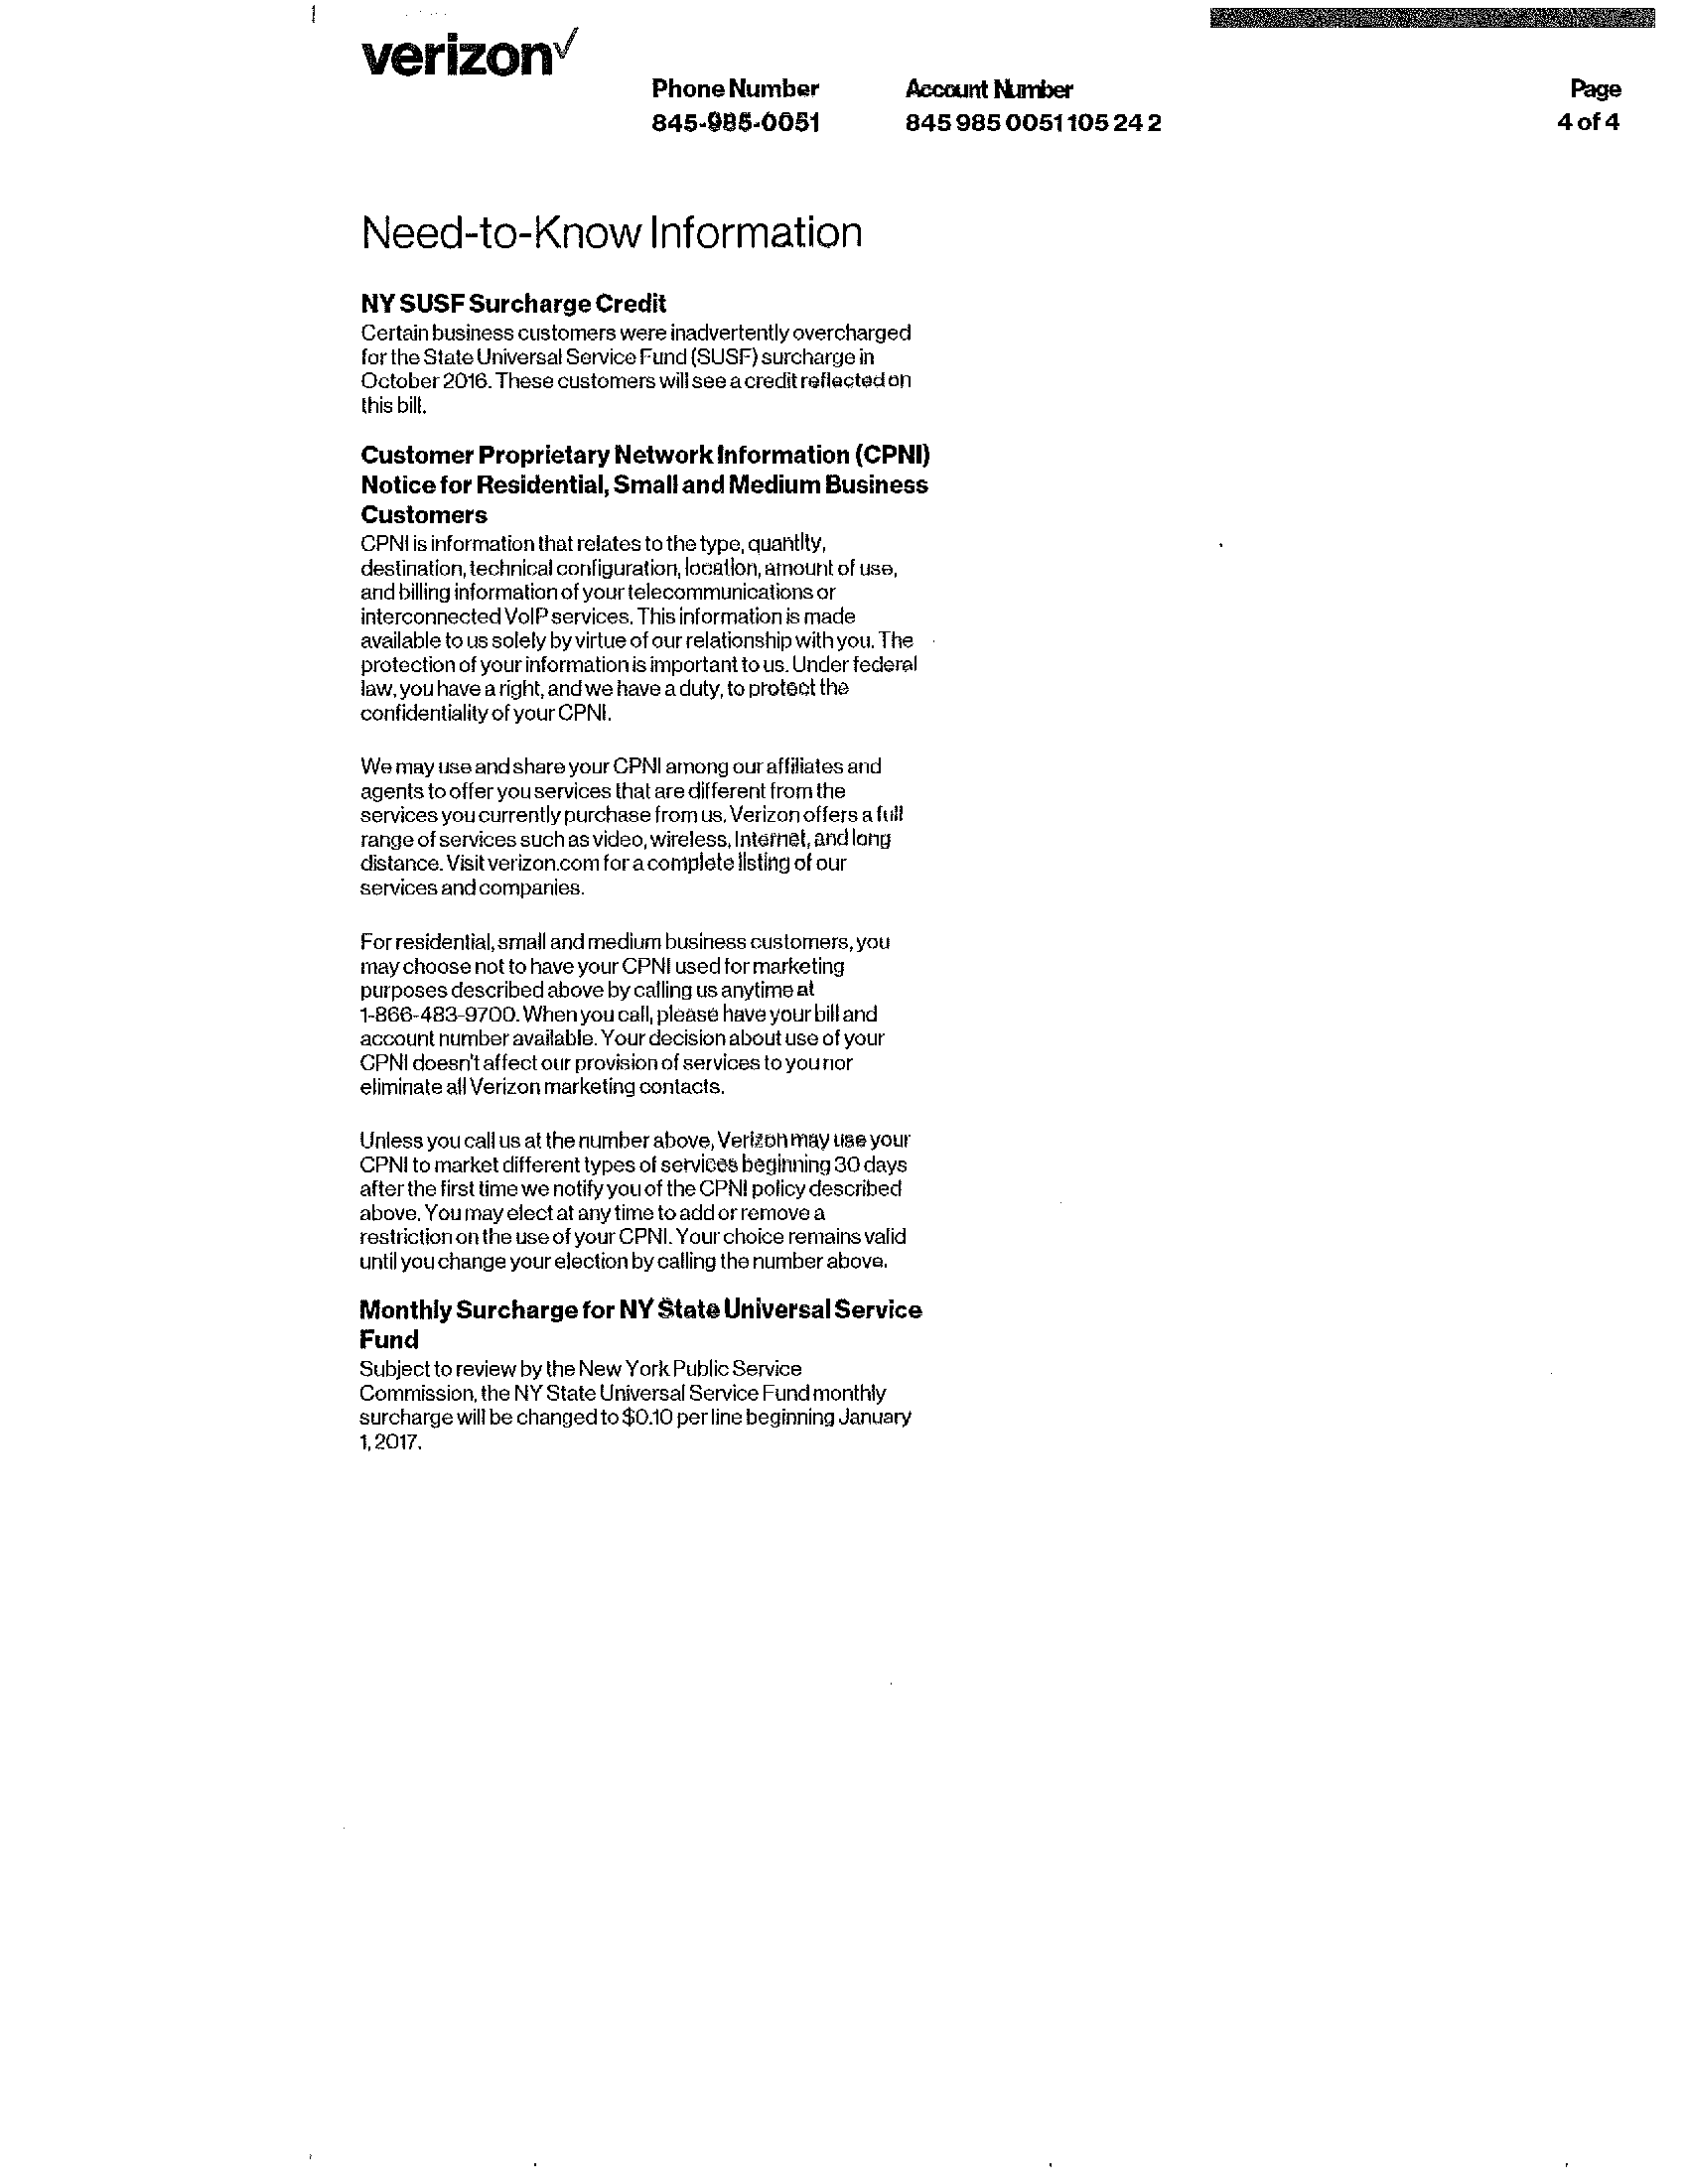 verizon
Phone Number Account Number Page
845-985-0051 845 985 0051 105 24 2 4 of 4
Need-to-Know Information
NY SUSF Surcharge Credit
Certain business customers were inadvertently overcharged
for the State Universal Service Fund (SUSF) surcharge in
October 2016. These customers will see a credit reflected on
this bill.
Customer Proprietary Network Information (CPNI)
Notice for Residential, Small and Medium Business
Customers
CPNI is information that relates to the type, quantity,
destination, technical configuration, location, amount of use,
and billing information of your telecommunications or
interconnected VoIP services. This information is made
available to us solely by virtue of our relationship with you. The
protection of your information is important to us. Under federal
law, you have a right, and we have a duty, to protect the
confidentiality of your CPNI.
We may use and share your CPNI among our affiliates and
agents to offer you services that are different from the
services you currently purchase from us. Verizon offers a full
range of services such as video, wireless, Internet, and long
distance. Visit verizon.com for a complete listing of our
services and companies.
For residential, small and medium business customers, you
may choose not to have your CPNI used for marketing
purposes described above by calling us anytime at
1-866-483-9700. When you call, please have your bill and
account number available. Your decision about use of your
CPNI doesn't affect our provision of services to you nor
eliminate all Verizon marketing contacts.
Unless you call us at the number above, Verizon may use your
CPNI to market different types of services beginning 30 days
after the first time we notify you of the CPNI policy described
above. You may elect at any time to add or remove a
restriction on the use of your CPNI. Your choice remains valid
until you change your election by calling the number above.
Monthly Surcharge for NY State Universal Service
Fund
Subject to review by the New York Public Service
Commission, the NY State Universal Service Fund monthly
surcharge will be changed to $0.10 per line beginning January
1, 2017.